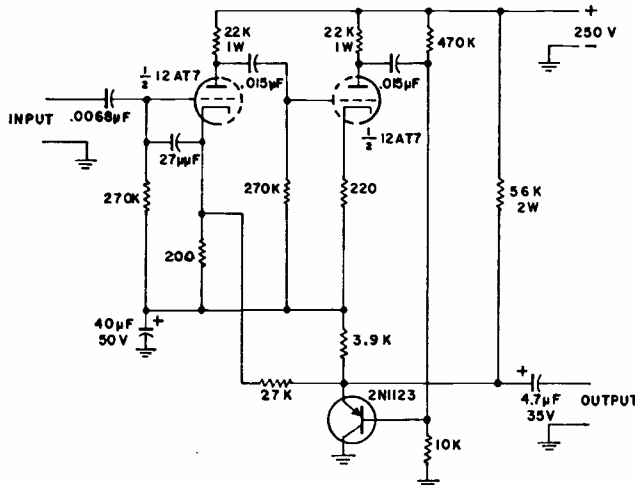 22K
1W
22K
1W
470K
+
250V
−
½ 12AT7
.015µF
.015µF
INPUT
.0068µF
½ 12AT7
27µµF
270K
270K
220
56K
2W
200
40µF
50V
+
3.9K
27K
2N1123
+
4.7µF
35V
OUTPUT
10K